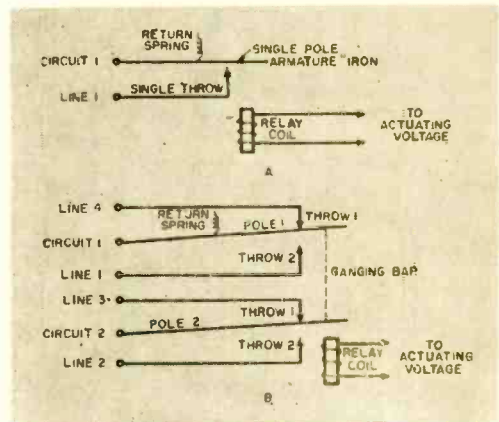 RETURN
SPRING
SINGLE POLE
CIRCUIT 1
ARMATURE IRON
LINE 1
SINGLE THROW
RELAY
COIL
TO
ACTUATING
VOLTAGE
A
LINE 4
RETURN
SPRING
POLE 1
THROW 1
CIRCUIT 1
THROW 2
LINE 1
GANGING BAR
LINE 3
THROW 1
POLE 2
CIRCUIT 2
THROW 2
LINE 2
RELAY
COIL
TO
ACTUATING
VOLTAGE
B